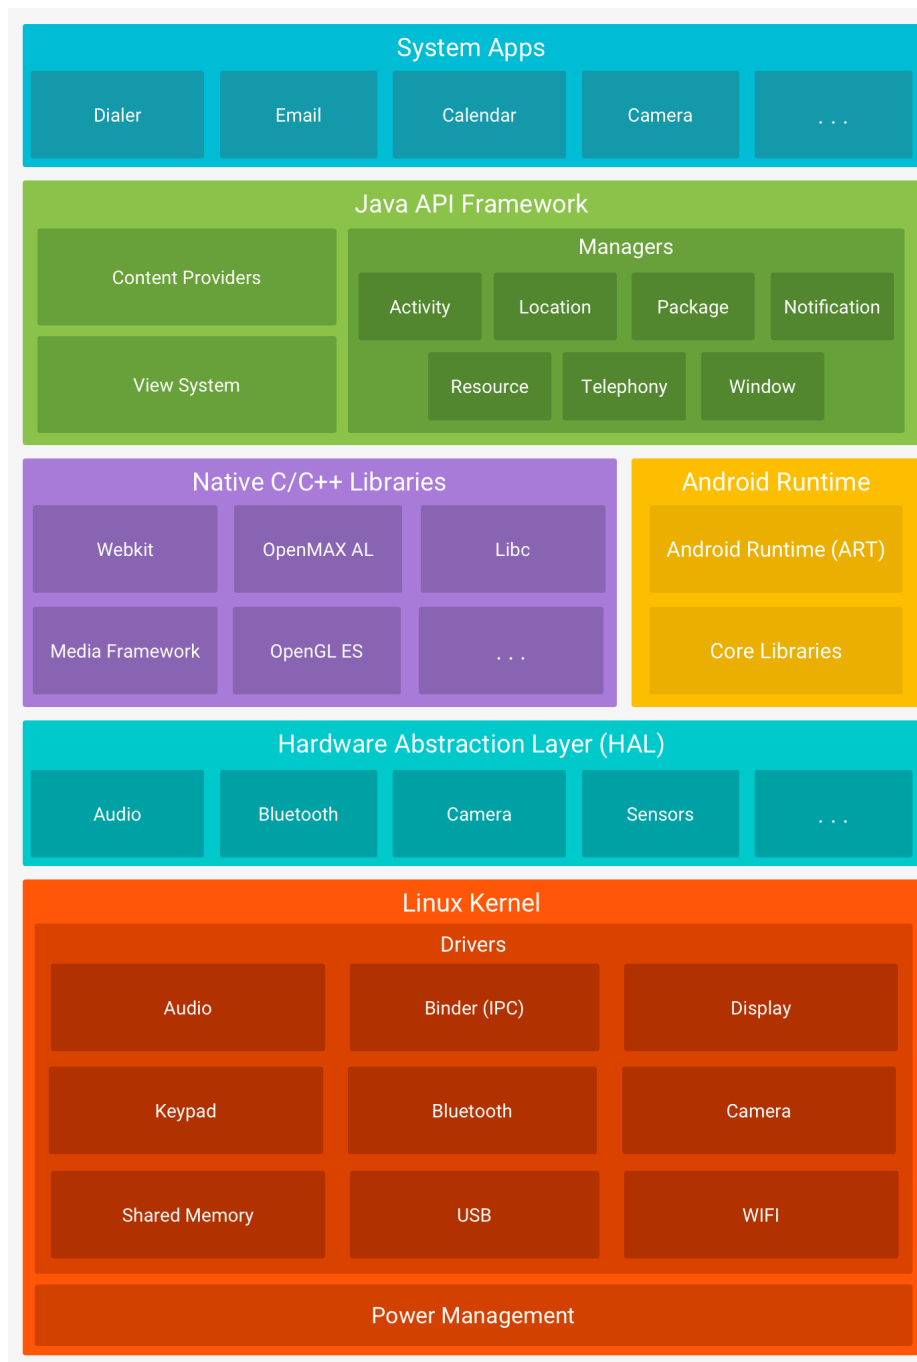 System Apps
Dialer
Email
Calendar
Camera
. . .
Java API Framework
Content Providers
View System
Managers
Activity
Location
Package
Notification
Resource
Telephony
Window
Native C/C++ Libraries
Webkit
OpenMAX AL
Libc
Media Framework
OpenGL ES
. . .
Android Runtime
Android Runtime (ART)
Core Libraries
Hardware Abstraction Layer (HAL)
Audio
Bluetooth
Camera
Sensors
. . .
Linux Kernel
Drivers
Audio
Binder (IPC)
Display
Keypad
Bluetooth
Camera
Shared Memory
USB
WIFI
Power Management